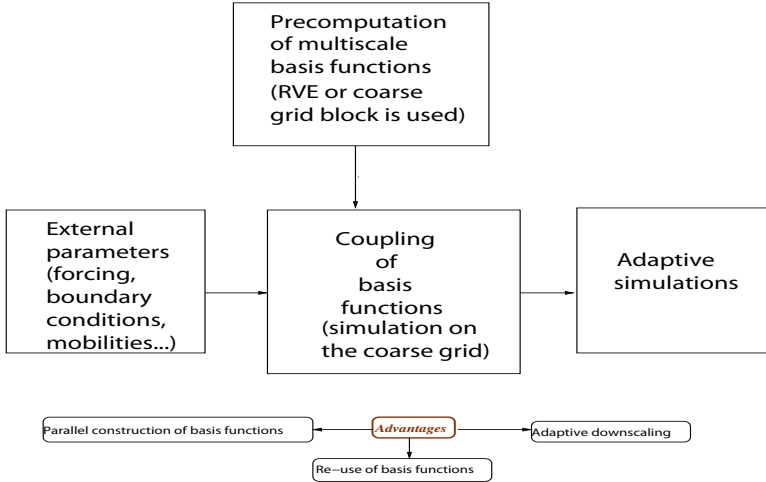 Precomputation
of multiscale
basis functions
(RVE or coarse
grid block is used)
External
parameters
(forcing,
boundary
conditions,
mobilities...)
Coupling
of
basis
functions
(simulation on
the coarse grid)
Adaptive
simulations
Advantages
Parallel construction of basis functions
Adaptive downscaling
Re−use of basis functions